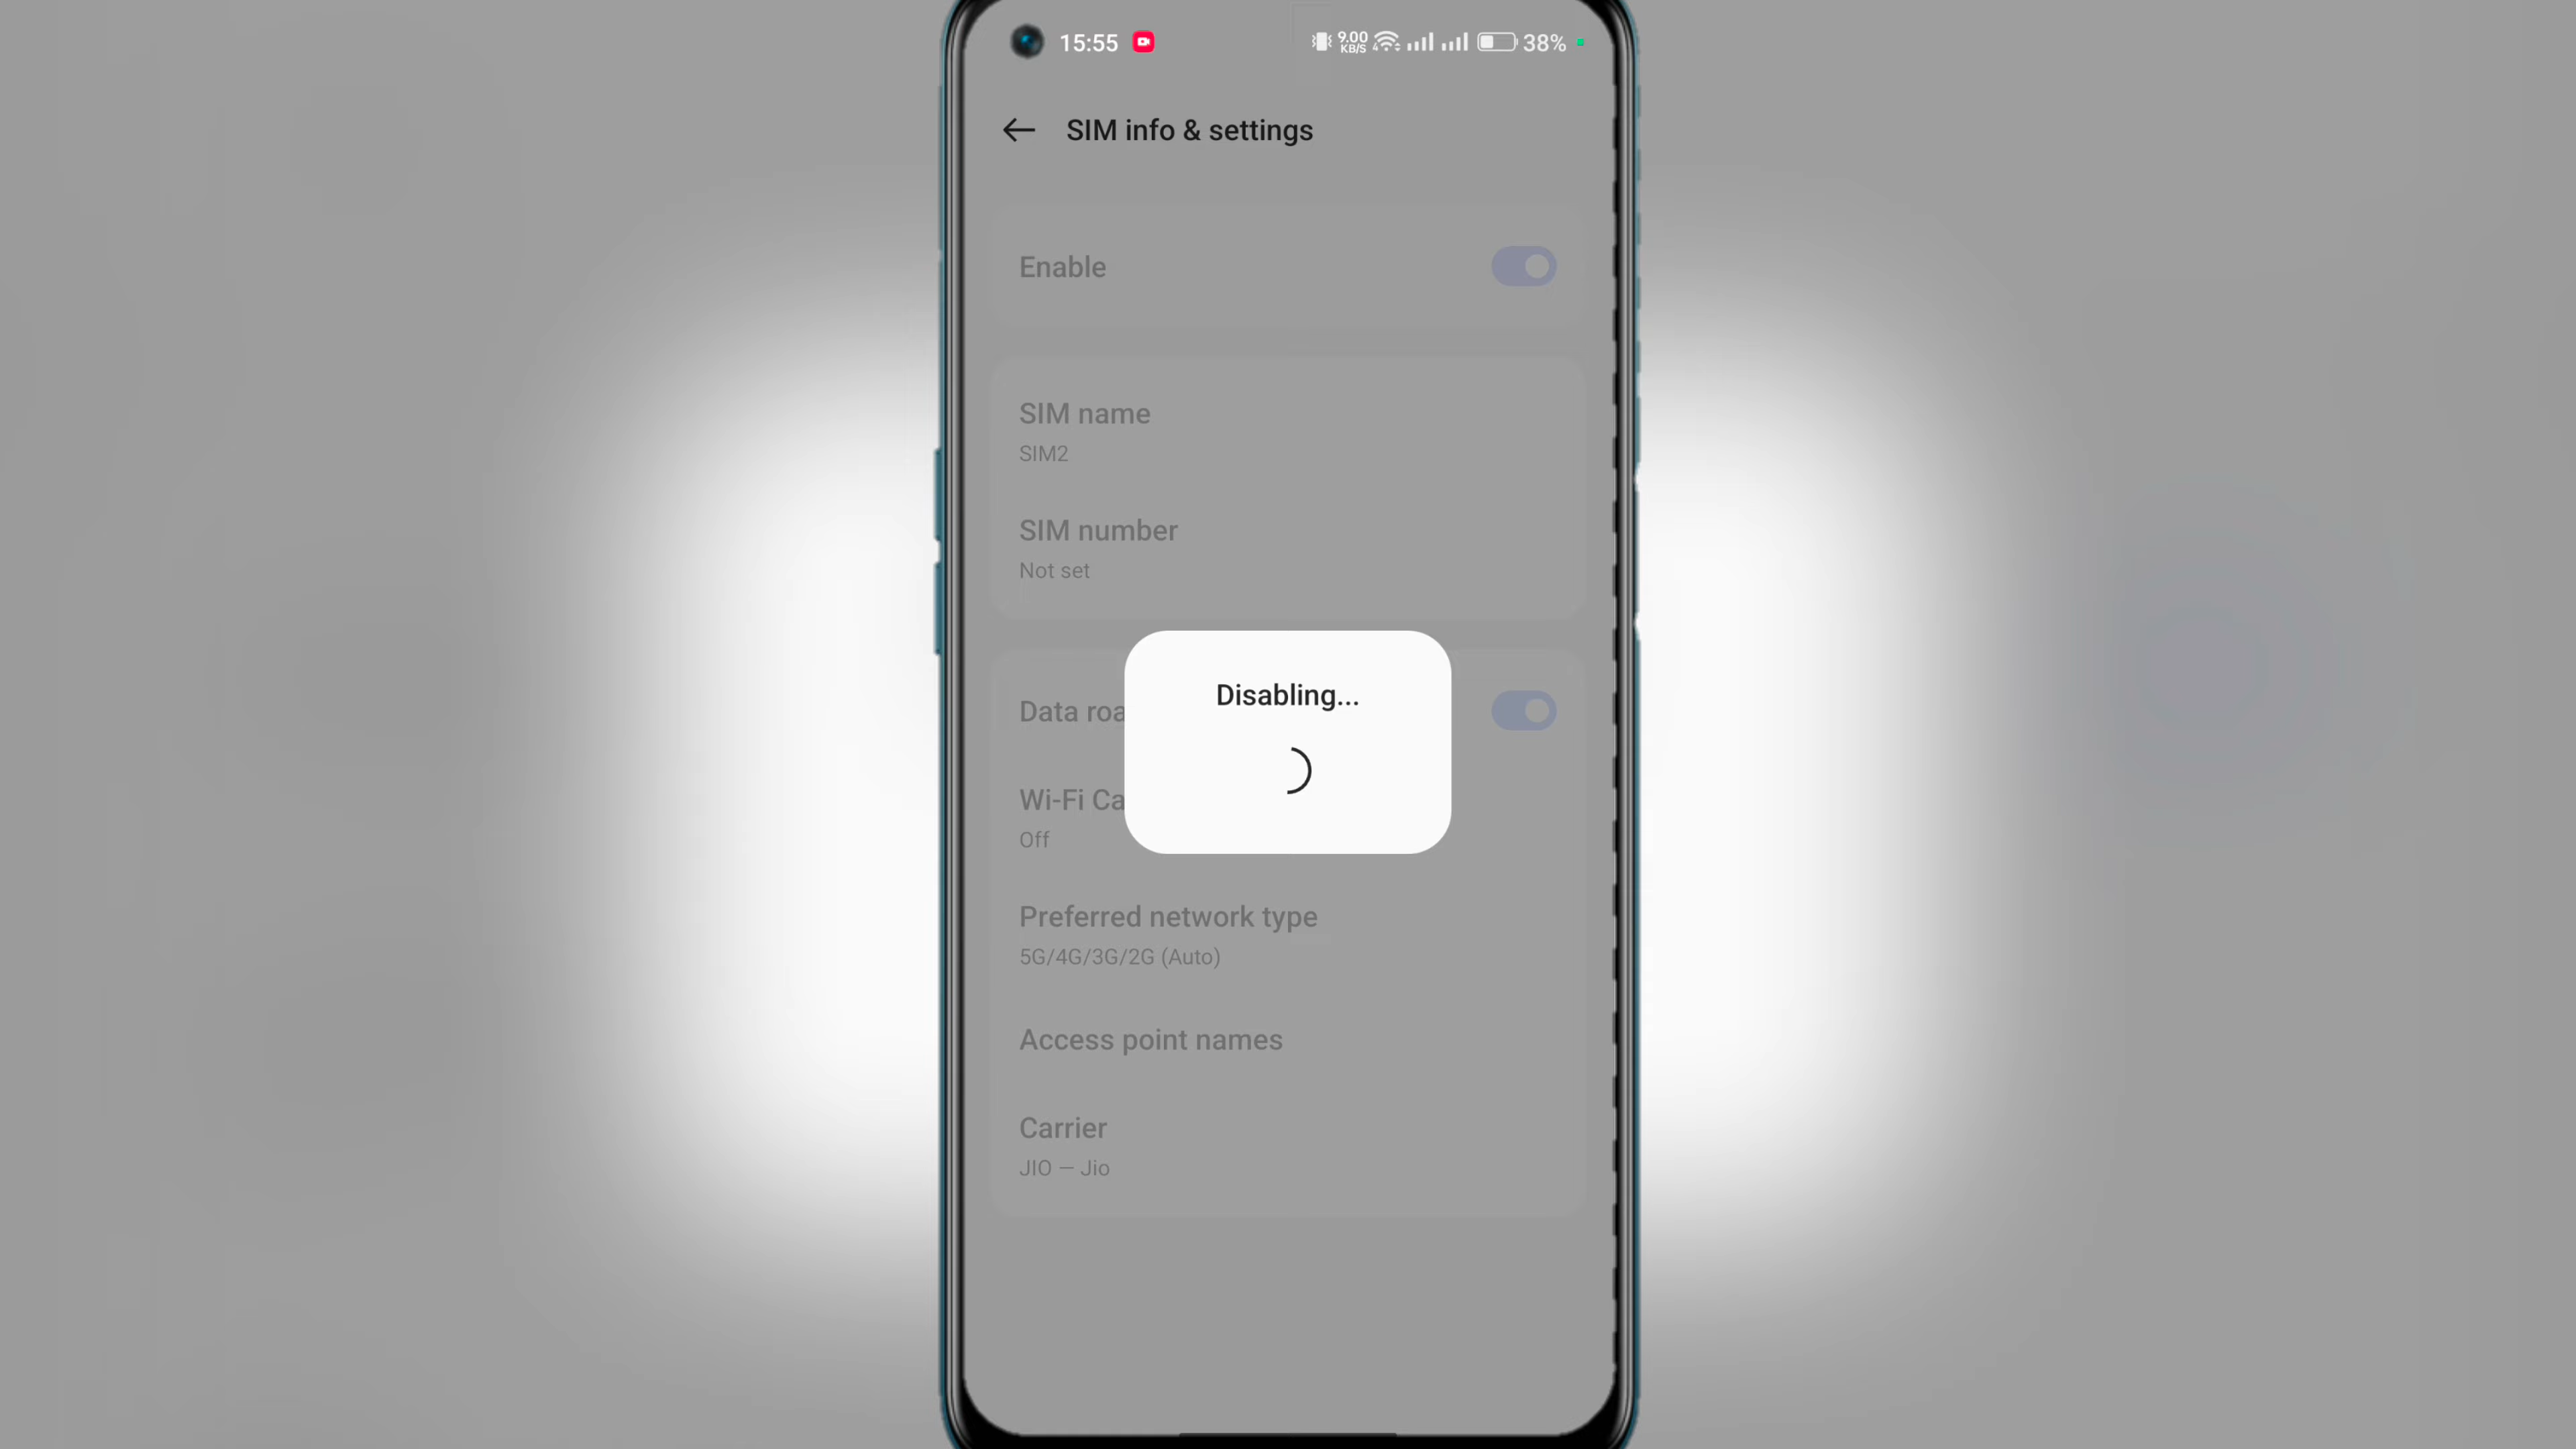 15:55
9.00
KB/S
38%
SIM info & settings
Enable
SIM name
SIM2
SIM number
Not set
Disabling...
Data roa
Wi-Fi Ca
Off
Preferred network type
5G/4G/3G/2G (Auto)
Access point names
Carrier
JIO — Jio